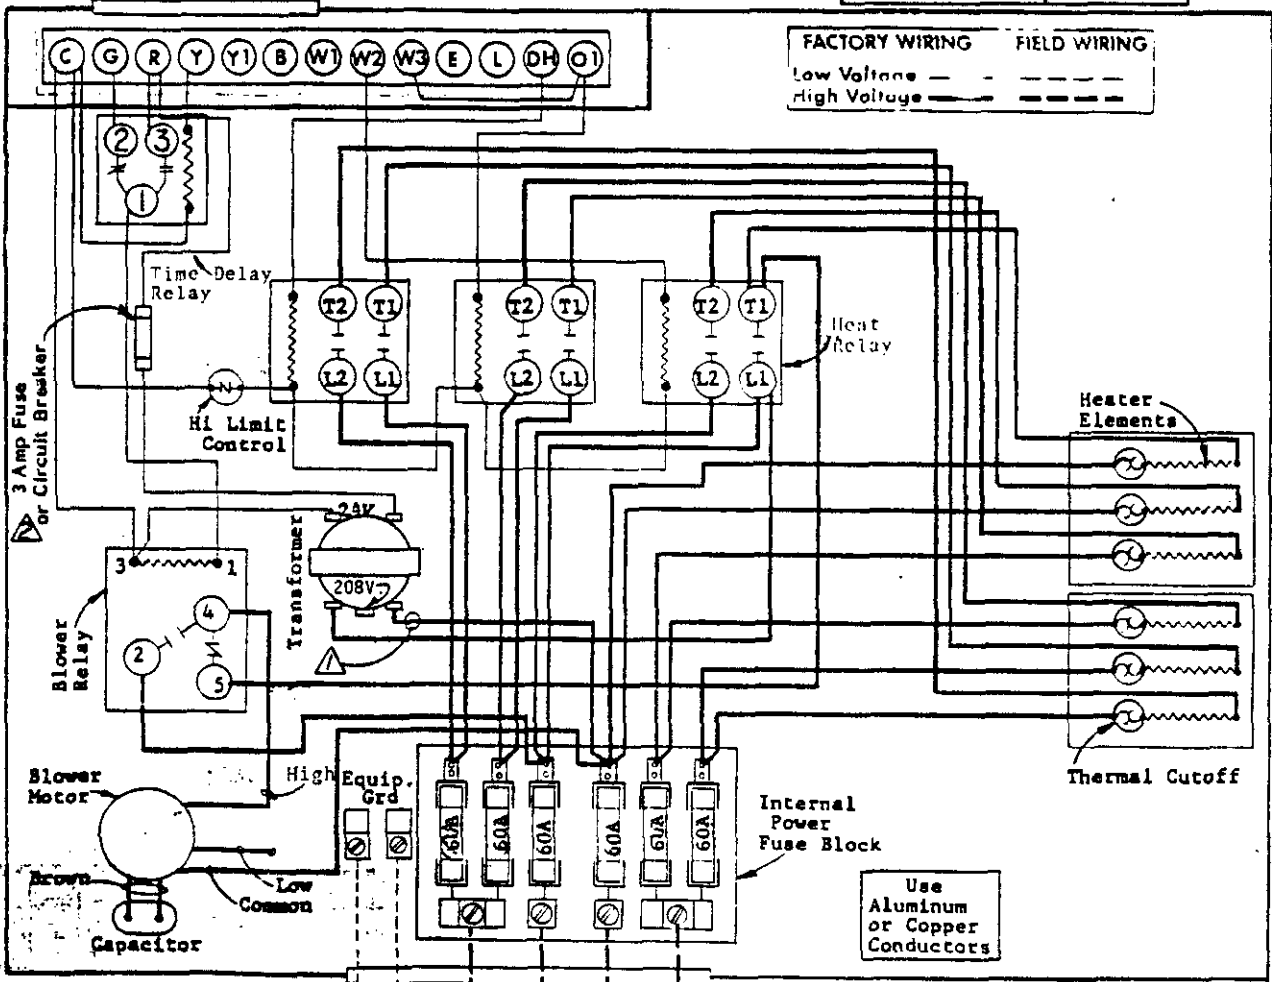 C G R Y Y1 B W1 W2 W3 E L DH O1
FACTORY WIRING FIELD WIRING
Low Voltage
High Voltage
2 3
1
Time Delay
Relay
3 Amp Fuse
or Circuit Breaker
2
T2 T1
L2 L1
T2 T1
L2 L1
T2 T1
L2 L1
Heat
Relay
N
Hi Limit
Control
Heater
Elements
24V
208V
Transformer
1
3 1
4
2
5
Blower
Relay
Thermal Cutoff
Blower
Motor
High
Equip.
Grd
60A 60A 60A 60A 60A 60A
Internal
Power
Fuse Block
Brown
Low
Common
Capacitor
Use
Aluminum
or Copper
Conductors